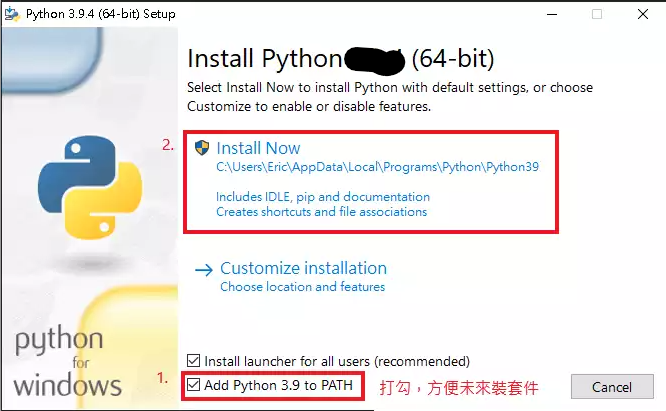 Python 3.9.4 (64-bit) Setup
Install Python (64-bit)
Select Install Now to install Python with default settings, or choose
Customize to enable or disable features.
2.
Install Now
C:\Users\Eric\AppData\Local\Programs\Python\Python39
Includes IDLE, pip and documentation
Creates shortcuts and file associations
Customize installation
Choose location and features
python
for
windows
Install launcher for all users (recommended)
1.
Add Python 3.9 to PATH
打勾，方便未來裝套件
Cancel